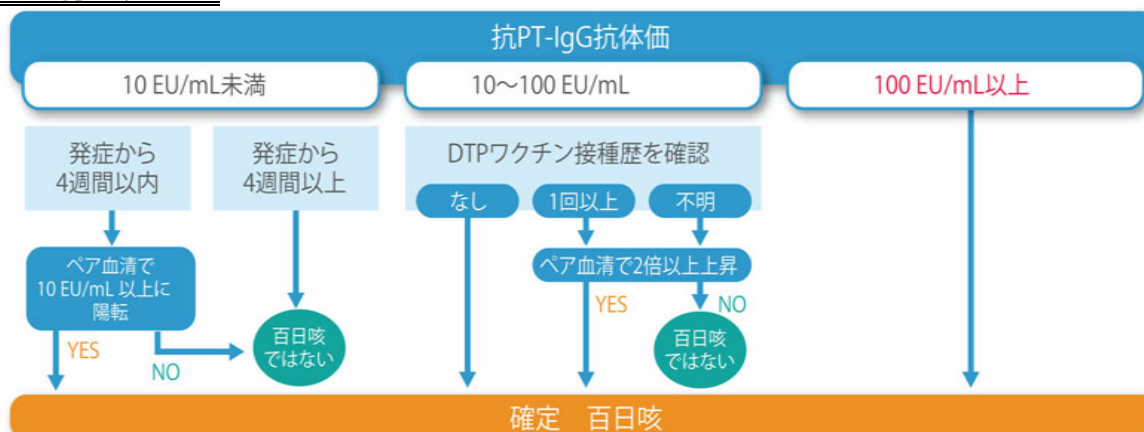 抗PT-IgG抗体価
10 EU/mL未満
10～100 EU/mL
100 EU/mL以上
発症から
4週間以内
発症から
4週間以上
DTPワクチン接種歴を確認
なし
1回以上
不明
ペア血清で
10 EU/mL 以上に
陽転
ペア血清で2倍以上上昇
YES
NO
百日咳
ではない
YES
NO
百日咳
ではない
確定 百日咳